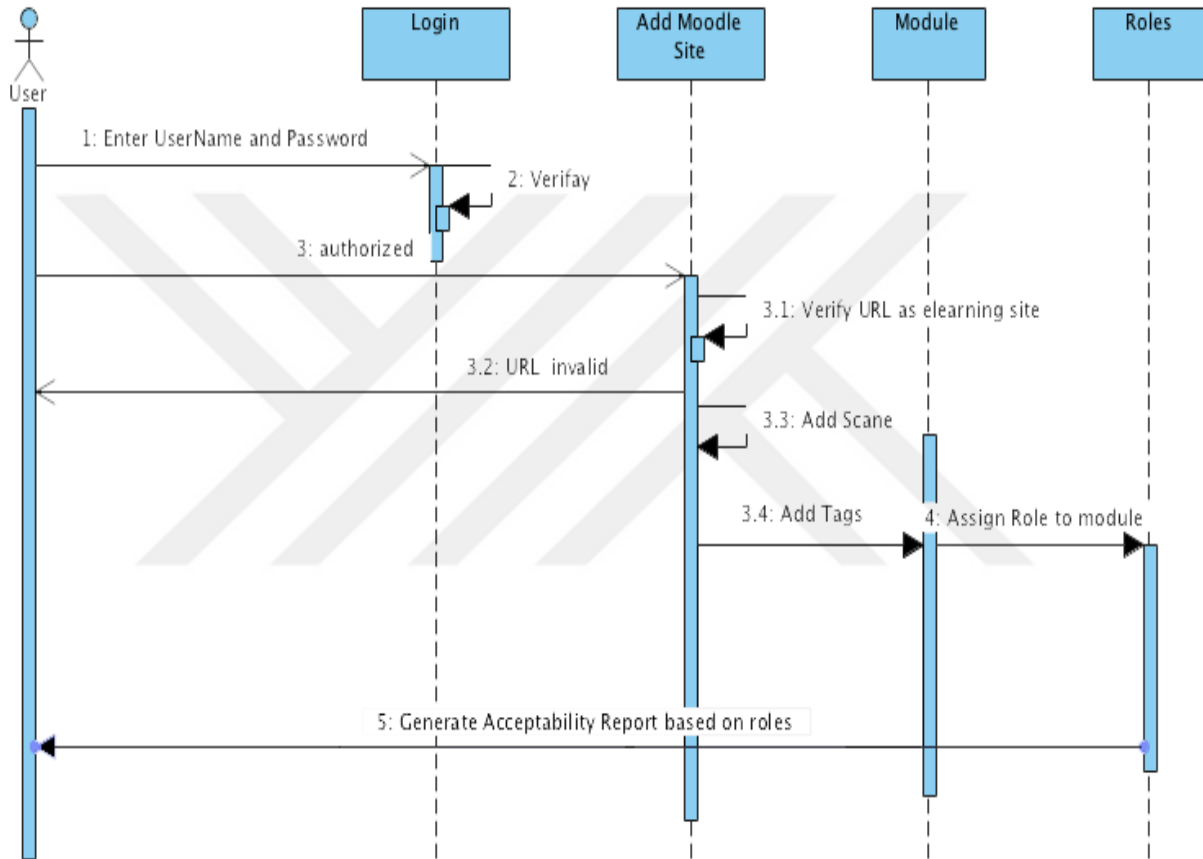 Login
Add Moodle
Site
Module
Roles
User
1: Enter UserName and Password
2: Verifay
3: authorized
3.1: Verify URL as elearning site
3.2: URL invalid
3.3: Add Scane
3.4: Add Tags
4: Assign Role to module
5: Generate Acceptability Report based on roles